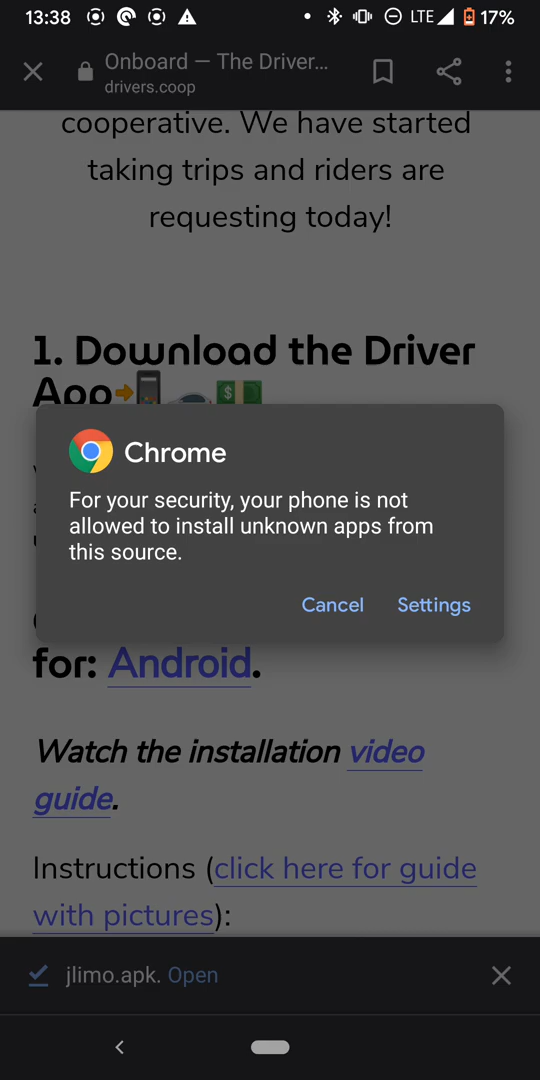 13:38 LTE 17%
Onboard — The Driver...
drivers.coop
cooperative. We have started
taking trips and riders are
requesting today!
1. Download the Driver
App
Chrome
For your security, your phone is not
allowed to install unknown apps from
this source.
Cancel Settings
for: Android.
Watch the installation video
guide.
Instructions (click here for guide
with pictures):
jlimo.apk. Open